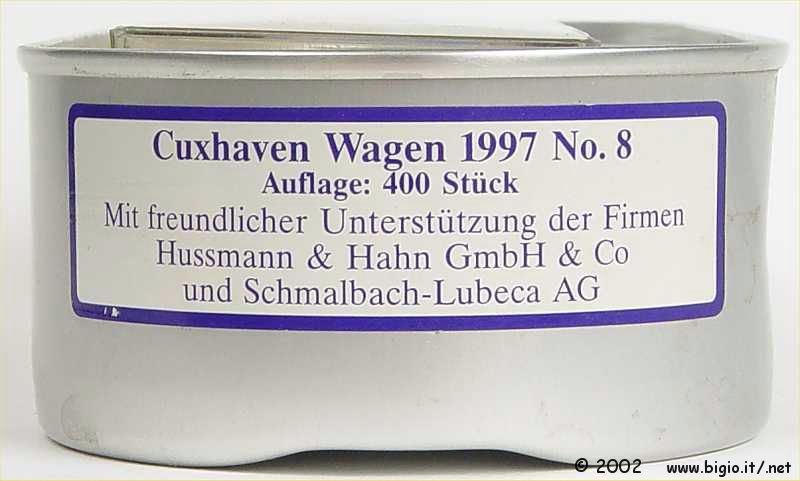 Cuxhaven Wagen 1997 No. 8
Auflage: 400 Stück
Mit freundlicher Unterstützung der Firmen
Hussmann & Hahn GmbH & Co
und Schmalbach-Lubeca AG
© 2002 www.bigio.it/.net